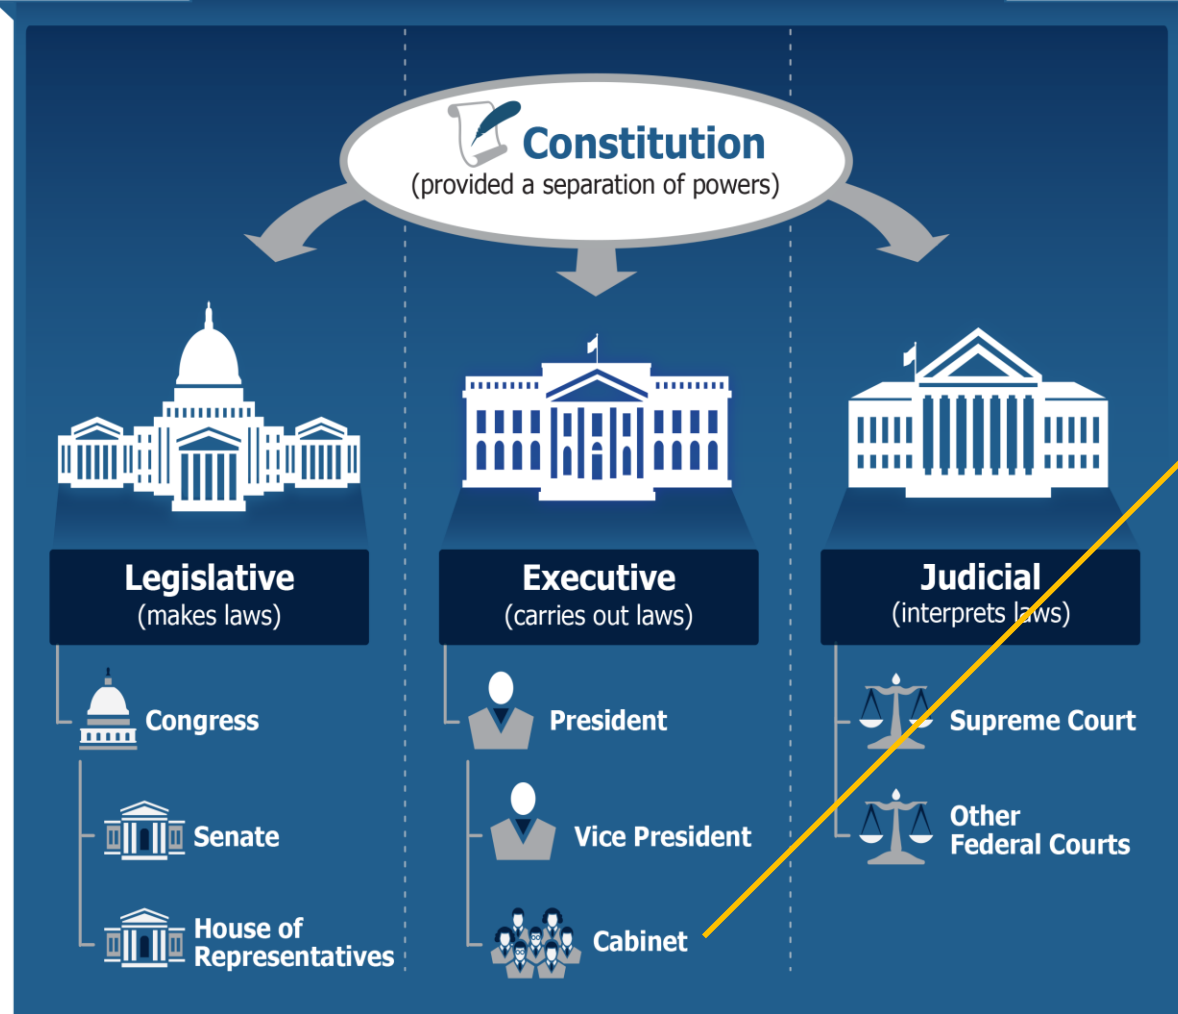 Constitution
(provided a separation of powers)
Legislative
(makes laws)
Congress
Senate
House of
Representatives
Executive
(carries out laws)
President
Vice President
Cabinet
Judicial
(interprets laws)
Supreme Court
Other
Federal Courts